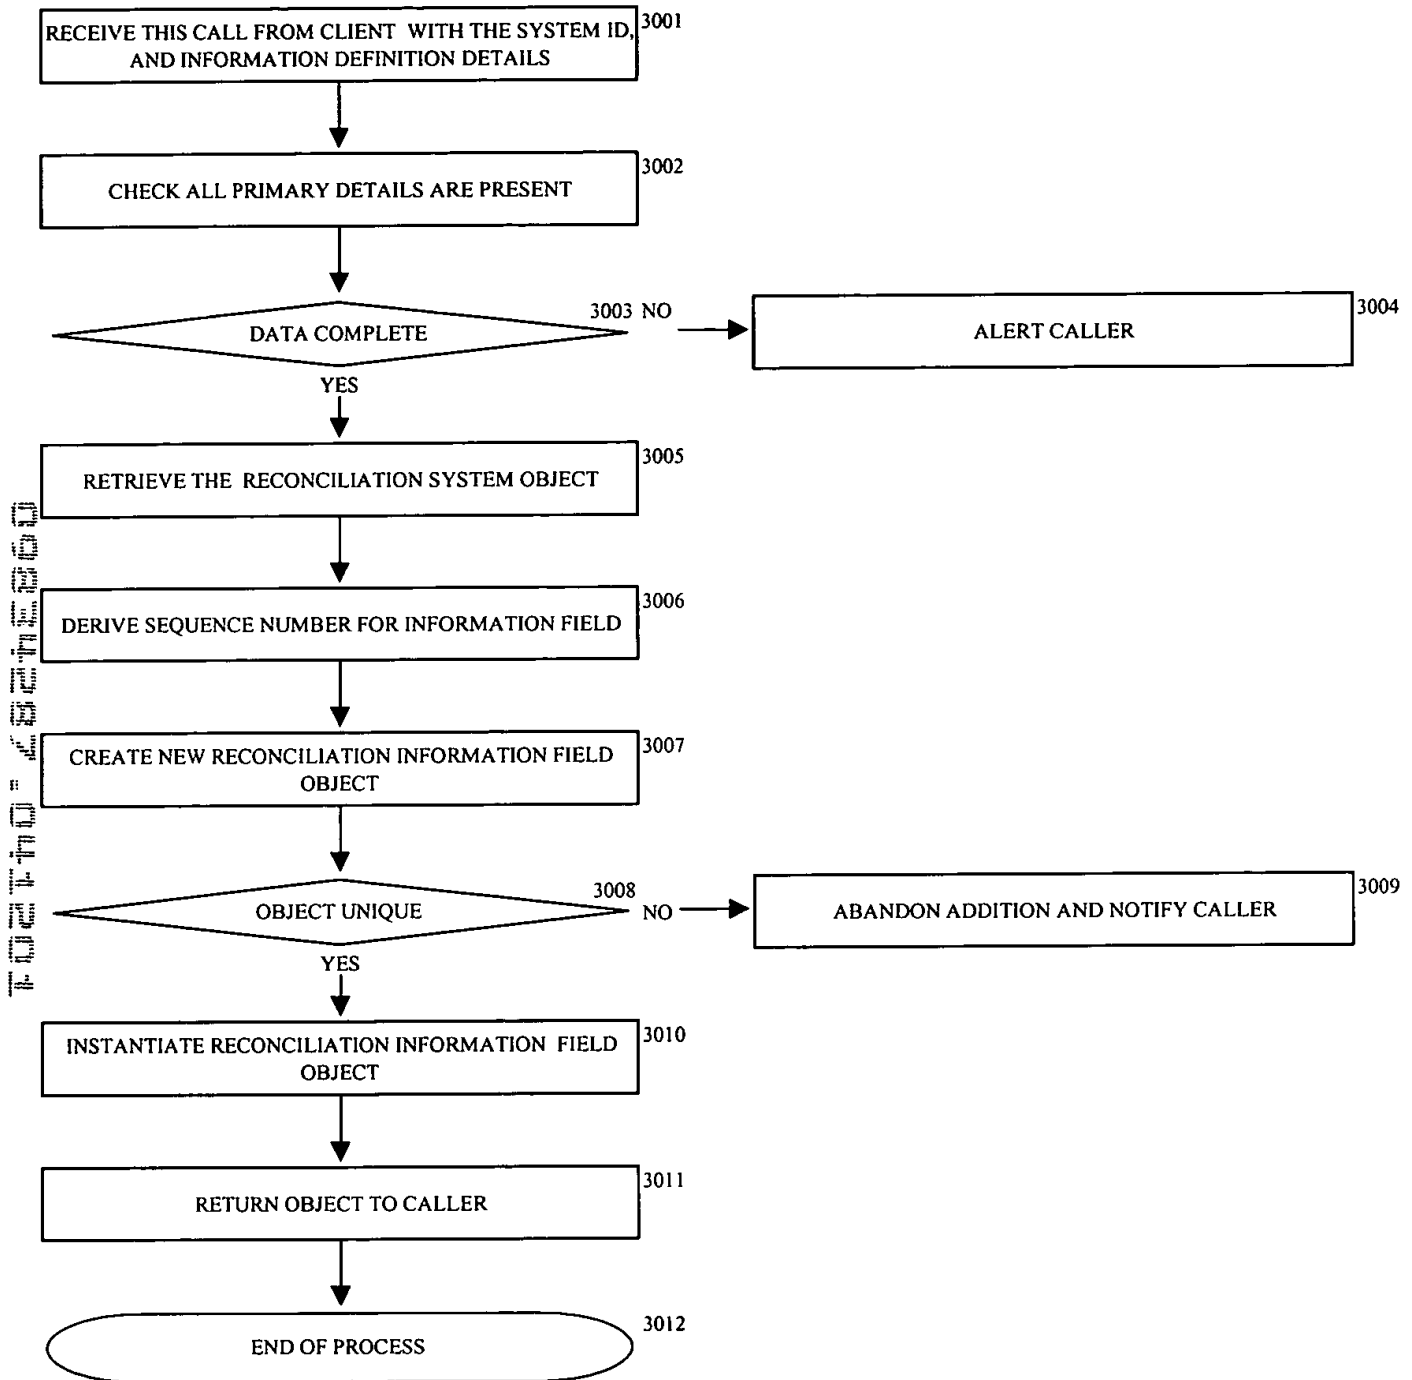 RECEIVE THIS CALL FROM CLIENT WITH THE SYSTEM ID,
AND INFORMATION DEFINITION DETAILS
3001
CHECK ALL PRIMARY DETAILS ARE PRESENT
3002
DATA COMPLETE
3003 NO
ALERT CALLER
3004
YES
RETRIEVE THE RECONCILIATION SYSTEM OBJECT
3005
DERIVE SEQUENCE NUMBER FOR INFORMATION FIELD
3006
CREATE NEW RECONCILIATION INFORMATION FIELD
OBJECT
3007
OBJECT UNIQUE
3008
NO
ABANDON ADDITION AND NOTIFY CALLER
3009
YES
INSTANTIATE RECONCILIATION INFORMATION FIELD
OBJECT
3010
RETURN OBJECT TO CALLER
3011
END OF PROCESS
3012